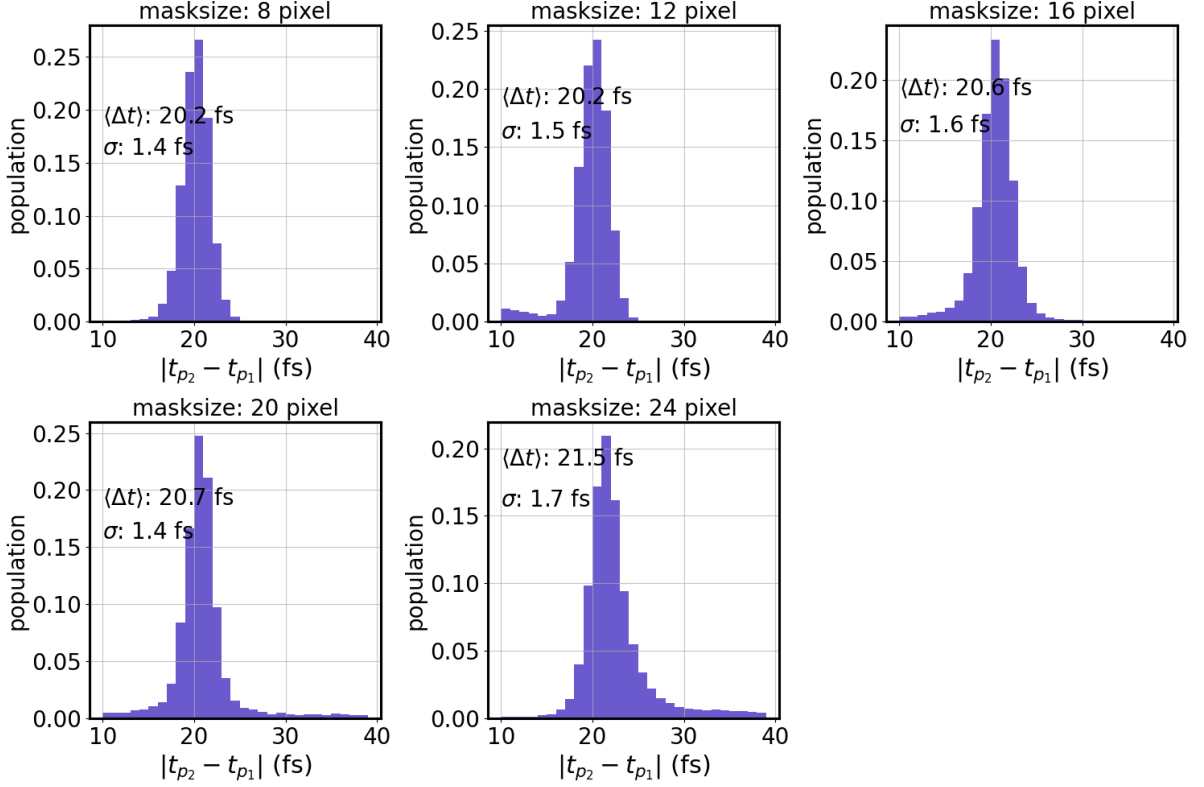 masksize: 8 pixel
population
0.25
0.20
0.15
0.10
0.05
0.00
⟨Δt⟩: 20.2 fs
σ: 1.4 fs
10 20 30 40
|t_{p_2} − t_{p_1}| (fs)
masksize: 12 pixel
population
0.25
0.20
0.15
0.10
0.05
0.00
⟨Δt⟩: 20.2 fs
σ: 1.5 fs
10 20 30 40
|t_{p_2} − t_{p_1}| (fs)
masksize: 16 pixel
population
0.20
0.15
0.10
0.05
0.00
⟨Δt⟩: 20.6 fs
σ: 1.6 fs
10 20 30 40
|t_{p_2} − t_{p_1}| (fs)
masksize: 20 pixel
population
0.25
0.20
0.15
0.10
0.05
0.00
⟨Δt⟩: 20.7 fs
σ: 1.4 fs
10 20 30 40
|t_{p_2} − t_{p_1}| (fs)
masksize: 24 pixel
population
0.20
0.15
0.10
0.05
0.00
⟨Δt⟩: 21.5 fs
σ: 1.7 fs
10 20 30 40
|t_{p_2} − t_{p_1}| (fs)